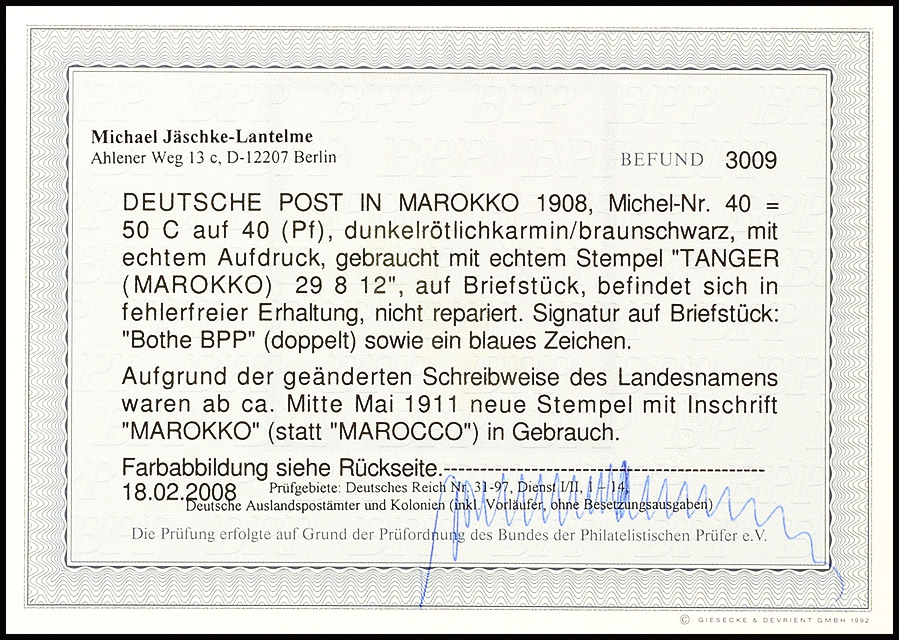 Michael Jäschke-Lantelme
Ahlener Weg 13 c, D-12207 Berlin
BEFUND 3009
DEUTSCHE POST IN MAROKKO 1908, Michel-Nr. 40 =
50 C auf 40 (Pf), dunkelrötlichkarmin/braunschwarz, mit
echtem Aufdruck, gebraucht mit echtem Stempel "TANGER
(MAROKKO) 29 8 12", auf Briefstück, befindet sich in
fehlerfreier Erhaltung, nicht repariert. Signatur auf Briefstück:
"Bothe BPP" (doppelt) sowie ein blaues Zeichen.
Aufgrund der geänderten Schreibweise des Landesnamens
waren ab ca. Mitte Mai 1911 neue Stempel mit Inschrift
"MAROKKO" (statt "MAROCCO") in Gebrauch.
Farbabbildung siehe Rückseite.-----------------------------------------
18.02.2008 Prüfgebiete: Deutsches Reich Nr. 31-97, Dienst I/II, 1 – 14,
Deutsche Auslandspostämter und Kolonien (inkl. Vorläufer, ohne Besetzungsausgaben)
Die Prüfung erfolgte auf Grund der Prüfordnung des Bundes der Philatelistischen Prüfer e.V.
© GIESECKE & DEVRIENT GMBH 1992